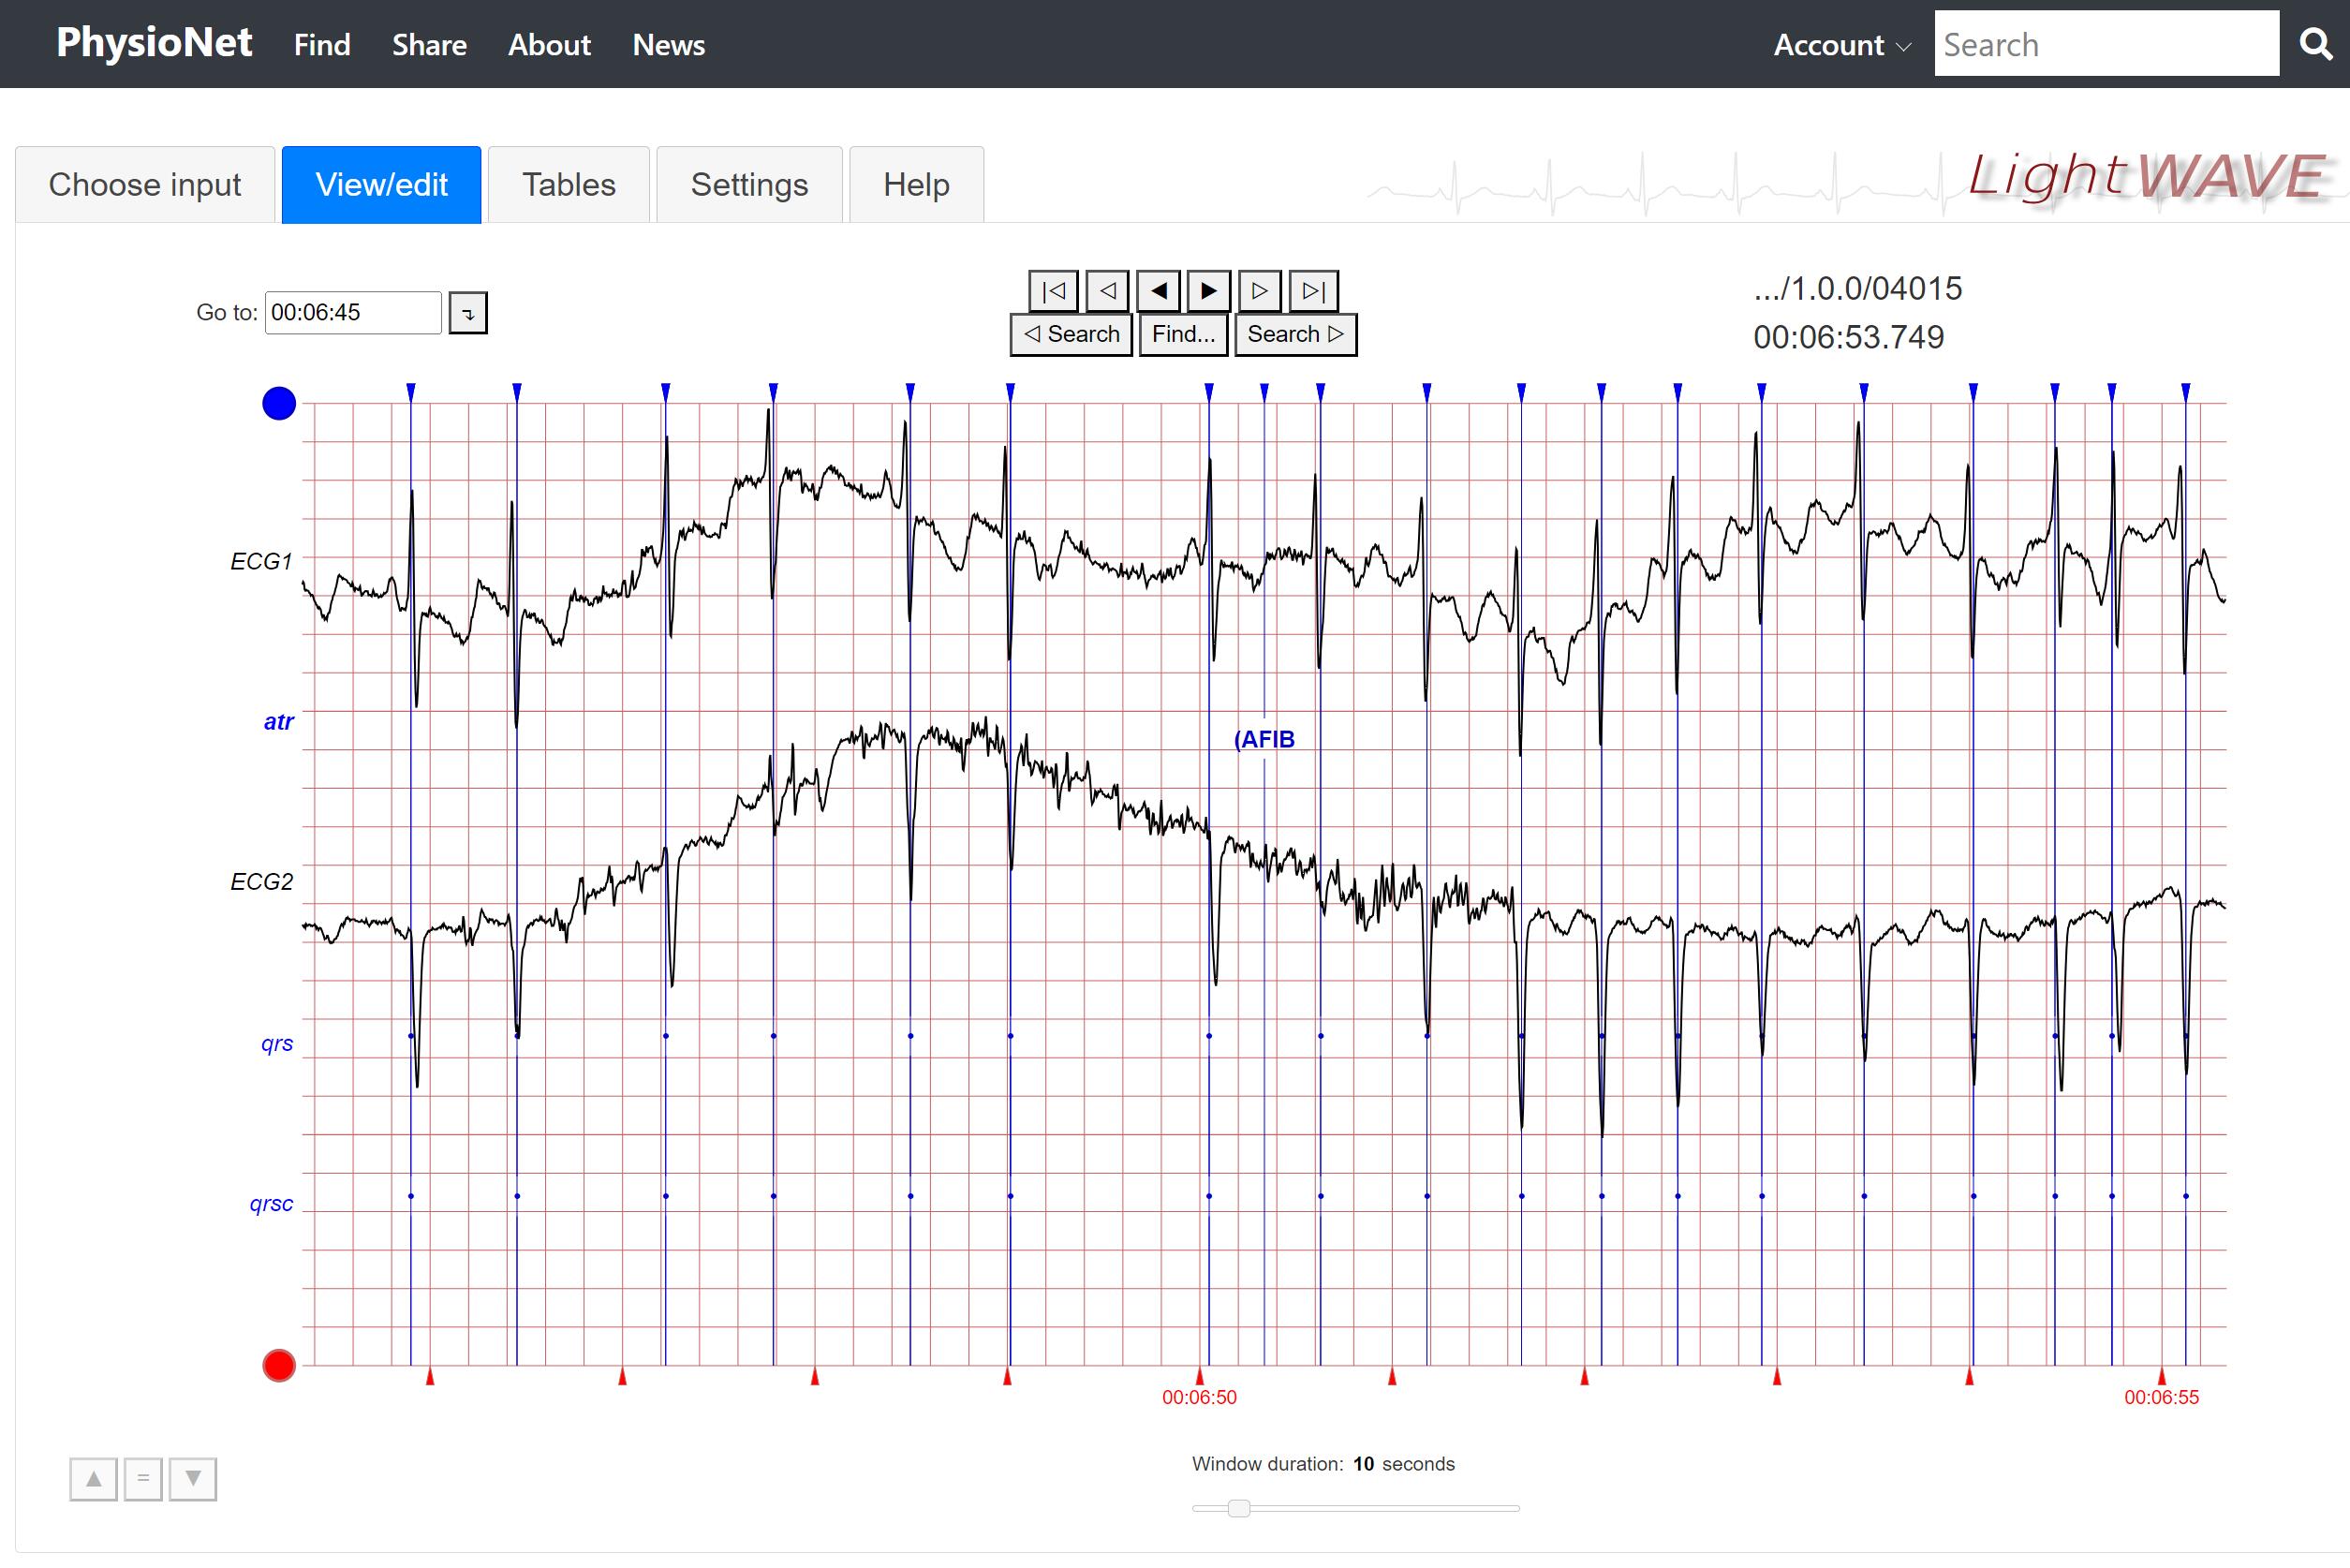 PhysioNet Find Share About News Account Search
Choose input View/edit Tables Settings Help
LightWAVE
Go to: 00:06:45
◁ Search Find... Search ▷
.../1.0.0/04015
00:06:53.749
ECG1
atr
(AFIB
ECG2
qrs
qrsc
00:06:50 00:06:55
Window duration: 10 seconds